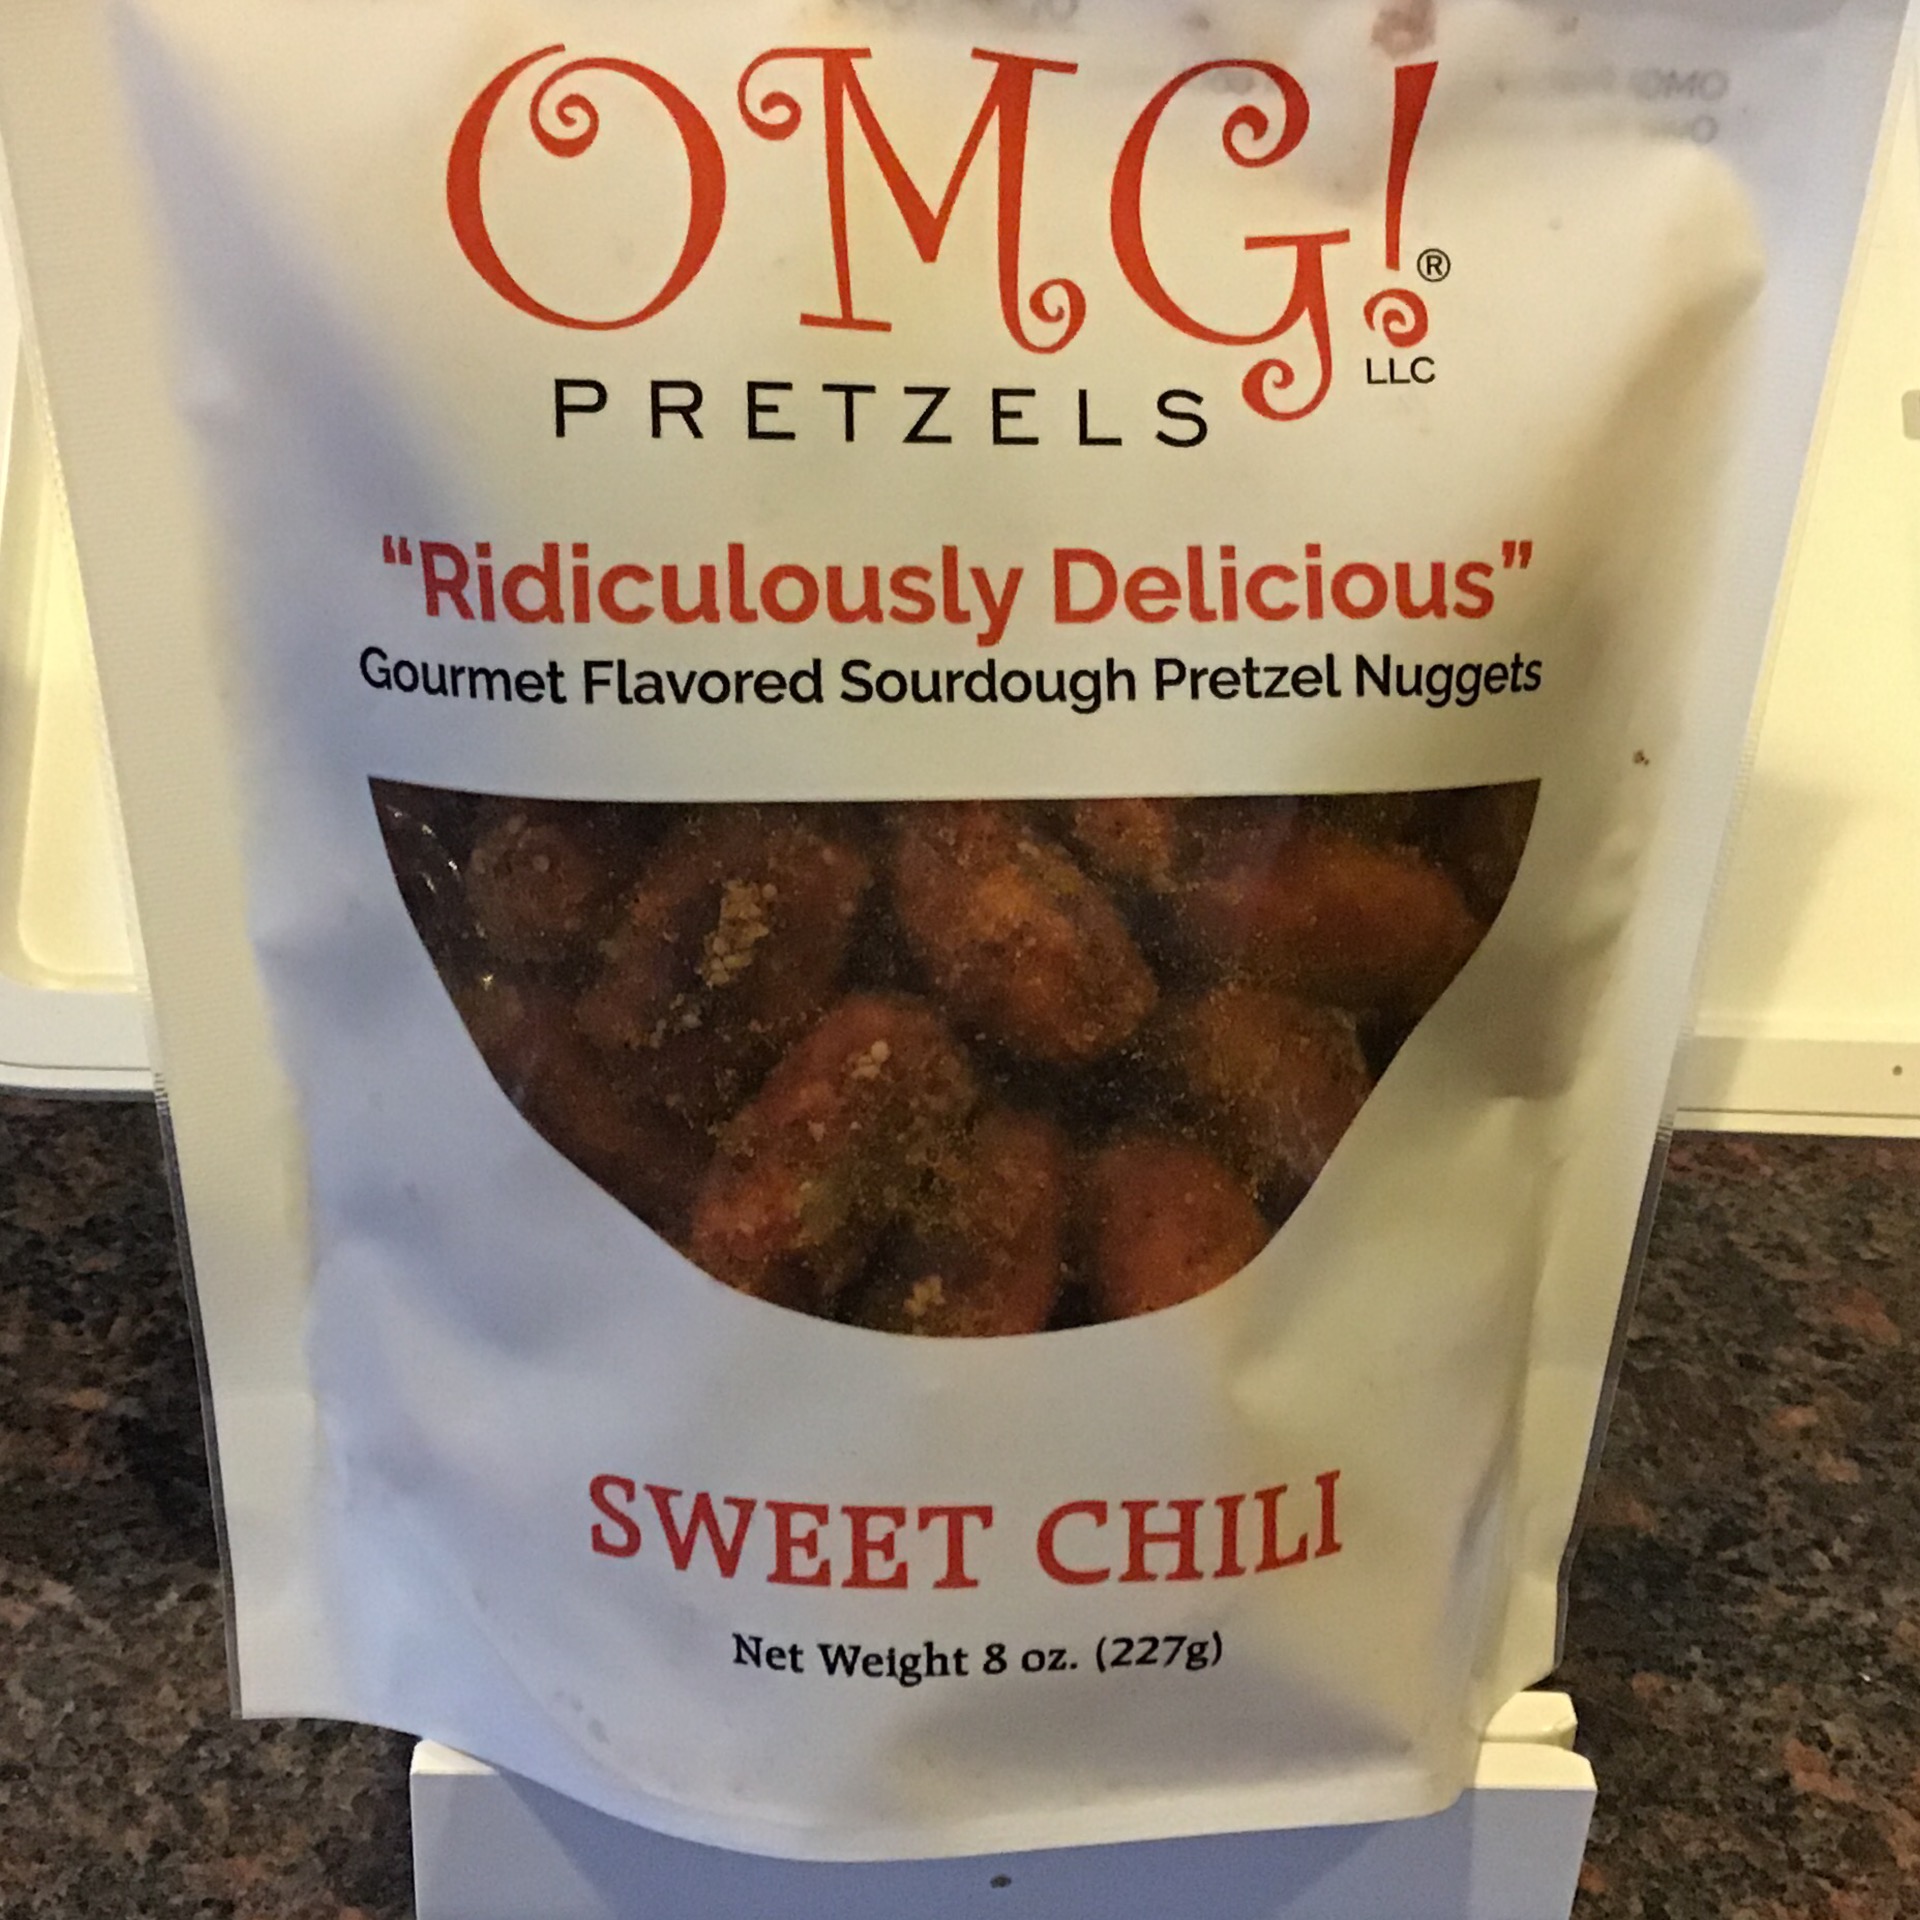 OMG!®
LLC
PRETZELS
“Ridiculously Delicious”
Gourmet Flavored Sourdough Pretzel Nuggets
SWEET CHILI
Net Weight 8 oz. (227g)